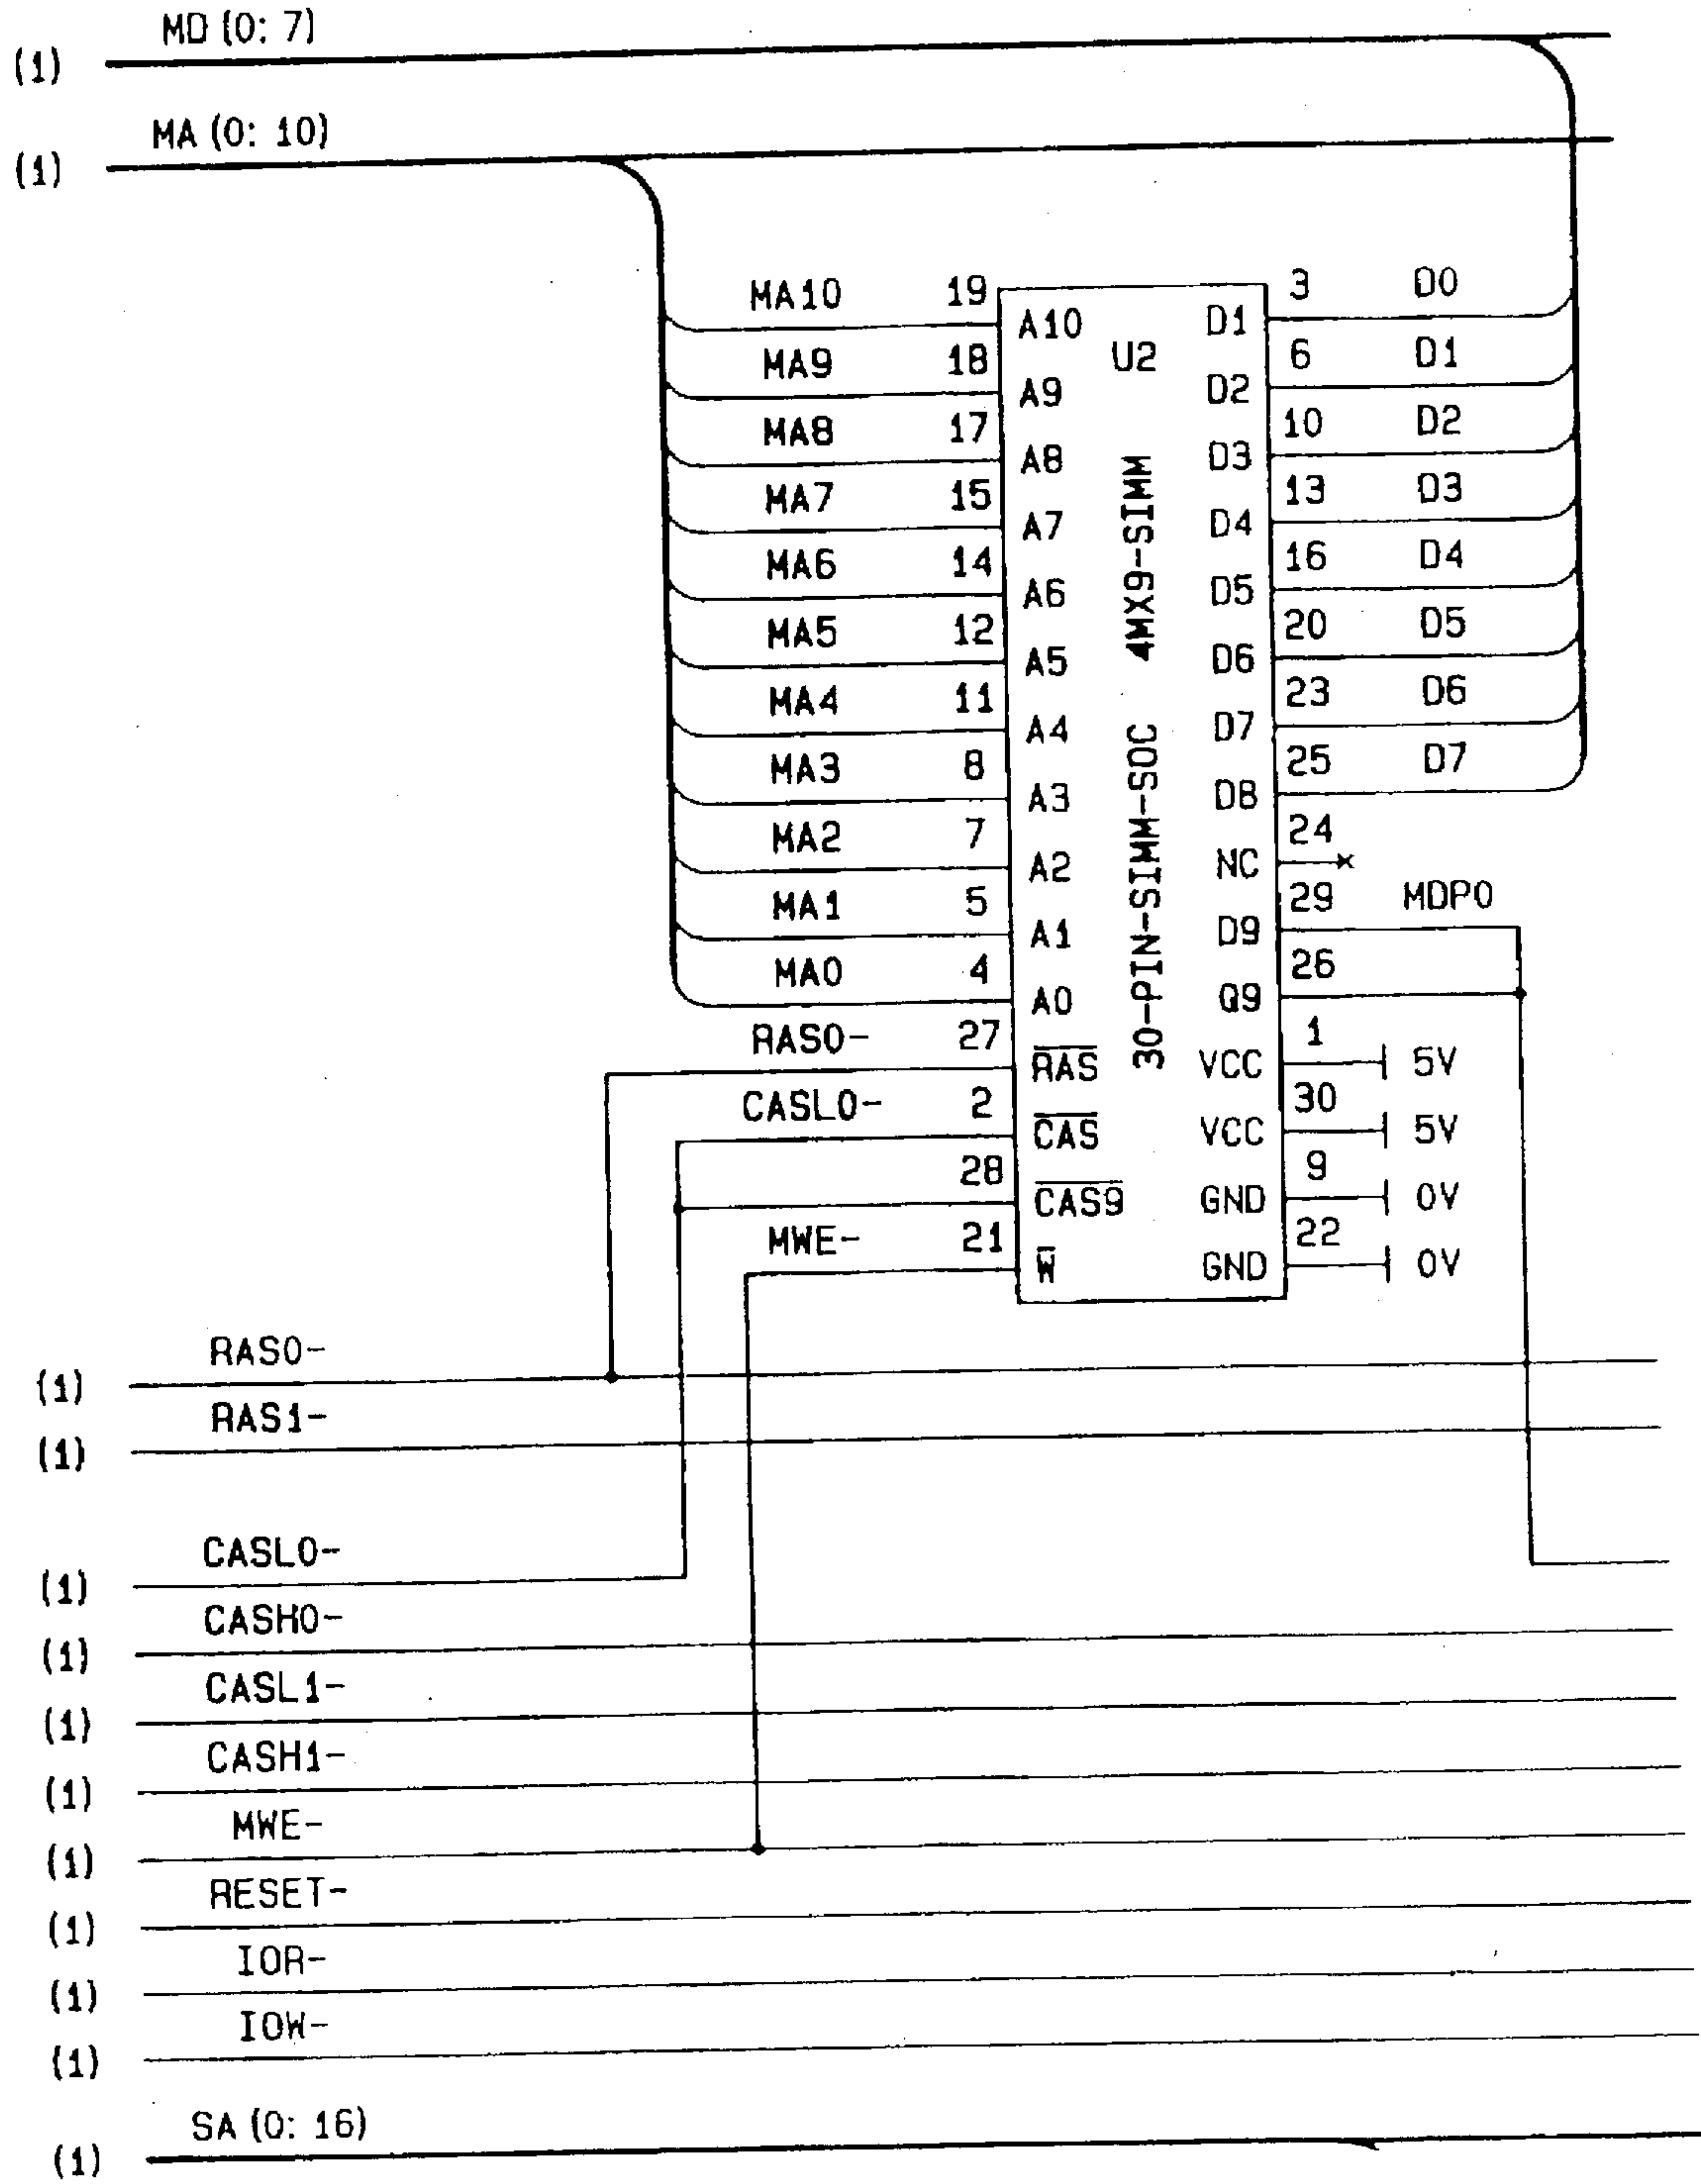 MD (0: 7)
(1)
MA (0: 10)
(1)
MA10 19 A10 D1 3 D0
U2
MA9 18 A9 D2 6 D1
MA8 17 A8 D3 10 D2
MA7 15 A7 D4 13 D3
MA6 14 A6 D5 16 D4
MA5 12 A5 D6 20 D5
MA4 11 A4 D7 23 D6
MA3 8 A3 D8 25 D7
MA2 7 A2 NC 24
MA1 5 A1 D9 29 MDP0
MA0 4 A0 Q9 26
RAS0- 27 RAS VCC 1 5V
CASL0- 2 CAS VCC 30 5V
28 CAS9 GND 9 0V
MWE- 21 W GND 22 0V
30-PIN-SIMM-SOC 4MX9-SIMM
RAS0-
(1)
RAS1-
(1)
CASL0-
(1)
CASH0-
(1)
CASL1-
(1)
CASH1-
(1)
MWE-
(1)
RESET-
(1)
IOR-
(1)
IOW-
(1)
SA (0: 16)
(1)